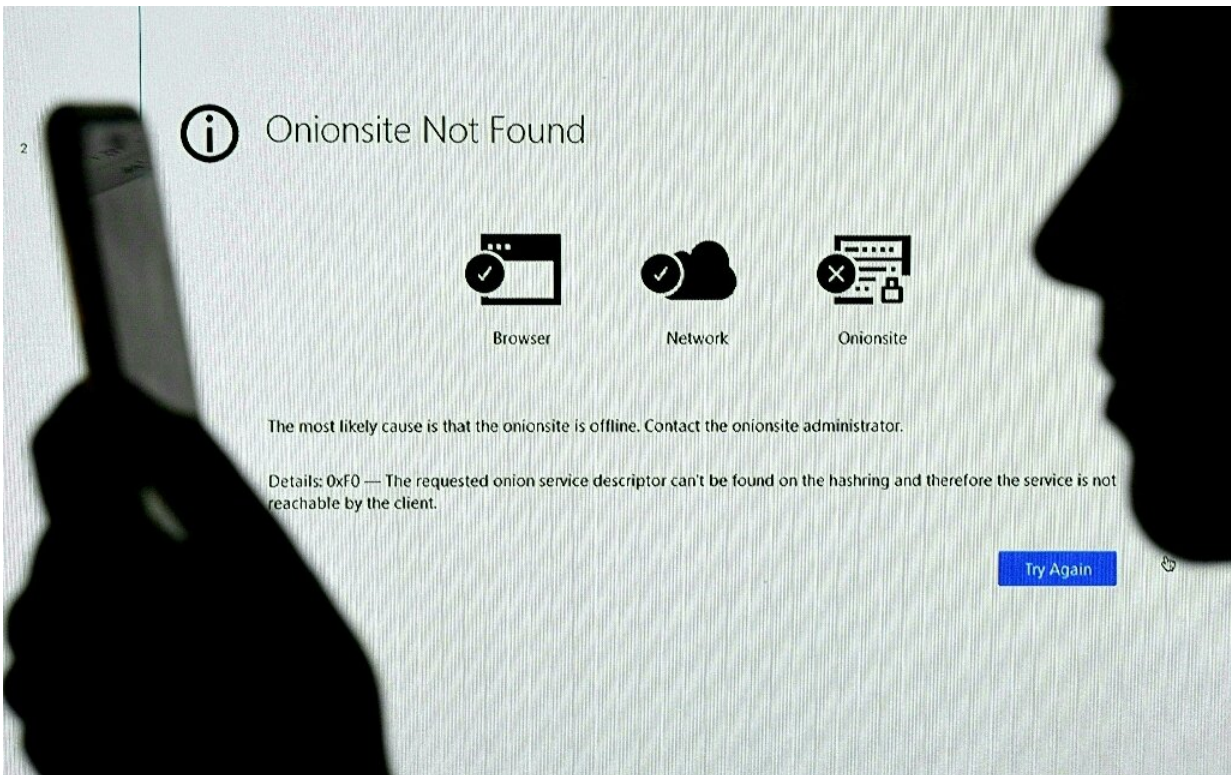 2
Onionsite Not Found
Browser
Network
Onionsite
The most likely cause is that the onionsite is offline. Contact the onionsite administrator.
Details: 0xF0 — The requested onion service descriptor can't be found on the hashring and therefore the service is not
reachable by the client.
Try Again